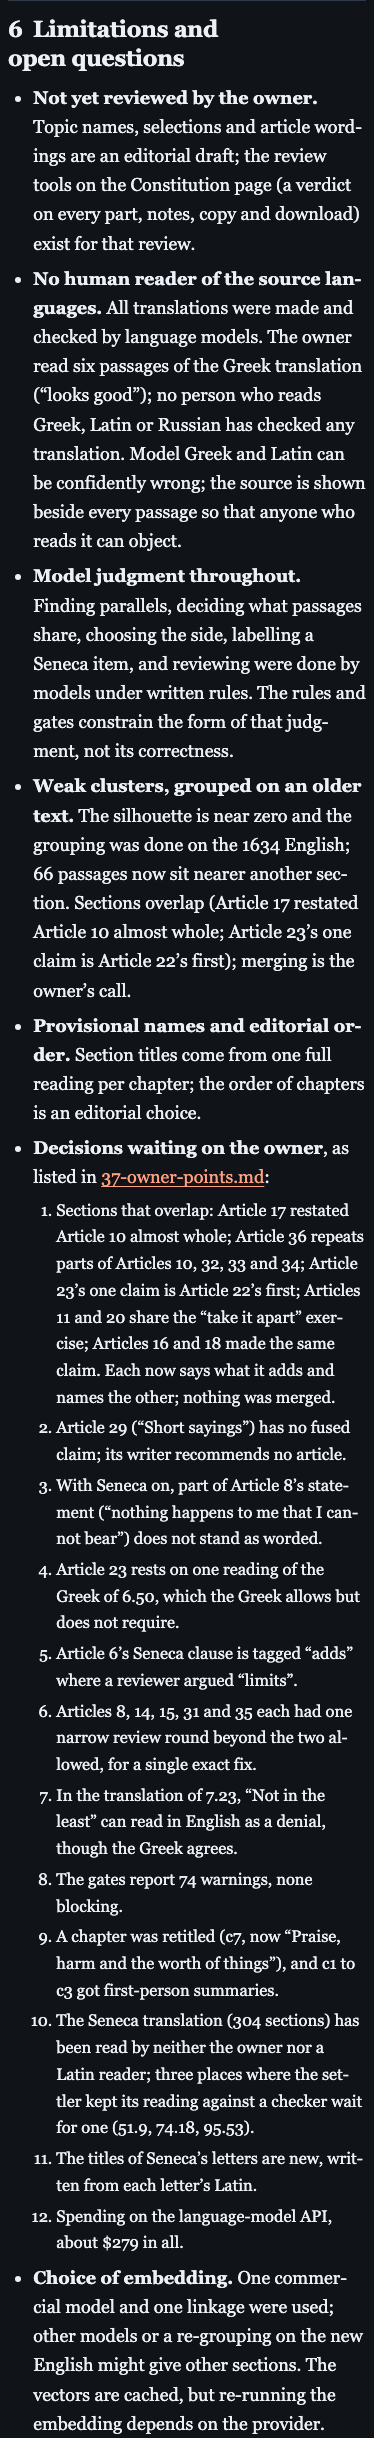 6 Limitations and
open questions
• Not yet reviewed by the owner.
Topic names, selections and article word-
ings are an editorial draft; the review
tools on the Constitution page (a verdict
on every part, notes, copy and download)
exist for that review.
• No human reader of the source lan-
guages. All translations were made and
checked by language models. The owner
read six passages of the Greek translation
(“looks good”); no person who reads
Greek, Latin or Russian has checked any
translation. Model Greek and Latin can
be confidently wrong; the source is shown
beside every passage so that anyone who
reads it can object.
• Model judgment throughout.
Finding parallels, deciding what passages
share, choosing the side, labelling a
Seneca item, and reviewing were done by
models under written rules. The rules and
gates constrain the form of that judg-
ment, not its correctness.
• Weak clusters, grouped on an older
text. The silhouette is near zero and the
grouping was done on the 1634 English;
66 passages now sit nearer another sec-
tion. Sections overlap (Article 17 restated
Article 10 almost whole; Article 23’s one
claim is Article 22’s first); merging is the
owner’s call.
• Provisional names and editorial or-
der. Section titles come from one full
reading per chapter; the order of chapters
is an editorial choice.
• Decisions waiting on the owner, as
listed in 37-owner-points.md:
1. Sections that overlap: Article 17 restated
Article 10 almost whole; Article 36 repeats
parts of Articles 10, 32, 33 and 34; Article
23’s one claim is Article 22’s first; Articles
11 and 20 share the “take it apart” exer-
cise; Articles 16 and 18 made the same
claim. Each now says what it adds and
names the other; nothing was merged.
2. Article 29 (“Short sayings”) has no fused
claim; its writer recommends no article.
3. With Seneca on, part of Article 8’s state-
ment (“nothing happens to me that I can-
not bear”) does not stand as worded.
4. Article 23 rests on one reading of the
Greek of 6.50, which the Greek allows but
does not require.
5. Article 6’s Seneca clause is tagged “adds”
where a reviewer argued “limits”.
6. Articles 8, 14, 15, 31 and 35 each had one
narrow review round beyond the two al-
lowed, for a single exact fix.
7. In the translation of 7.23, “Not in the
least” can read in English as a denial,
though the Greek agrees.
8. The gates report 74 warnings, none
blocking.
9. A chapter was retitled (c7, now “Praise,
harm and the worth of things”), and c1 to
c3 got first-person summaries.
10. The Seneca translation (304 sections) has
been read by neither the owner nor a
Latin reader; three places where the set-
tler kept its reading against a checker wait
for one (51.9, 74.18, 95.53).
11. The titles of Seneca’s letters are new, writ-
ten from each letter’s Latin.
12. Spending on the language-model API,
about $279 in all.
• Choice of embedding. One commer-
cial model and one linkage were used;
other models or a re-grouping on the new
English might give other sections. The
vectors are cached, but re-running the
embedding depends on the provider.